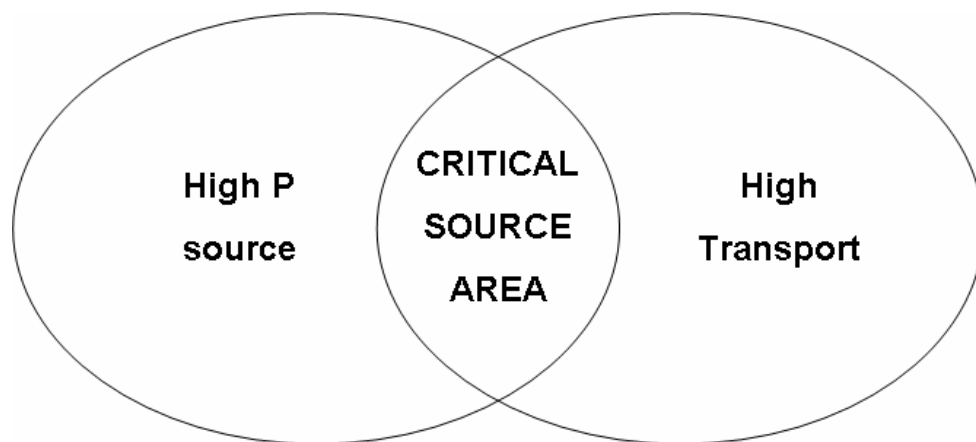 High P
source
CRITICAL
SOURCE
AREA
High
Transport